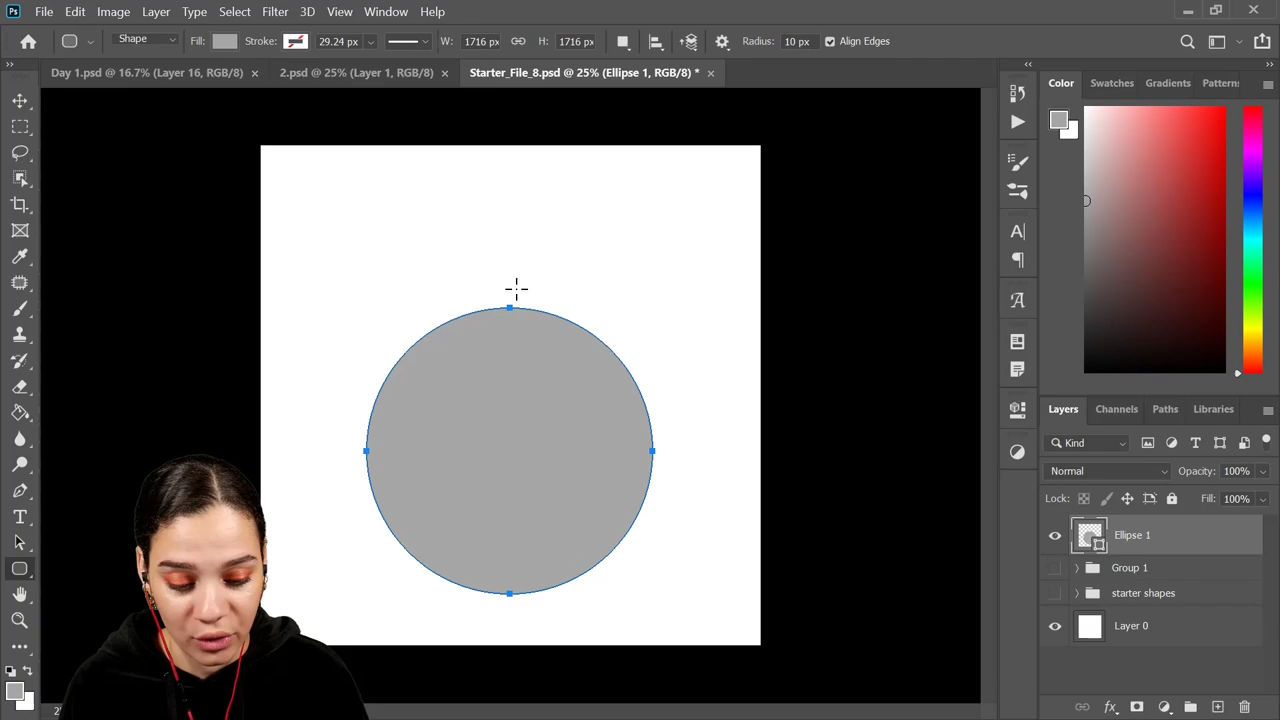 Ps File Edit Image Layer Type Select Filter 3D View Window Help
Shape Fill: Stroke: 29.24 px W: 1716 px H: 1716 px Radius: 10 px Align Edges
Day 1.psd @ 16.7% (Layer 16, RGB/8) 2.psd @ 25% (Layer 1, RGB/8) Starter_File_8.psd @ 25% (Ellipse 1, RGB/8) *
Color Swatches Gradients Patterns
Layers Channels Paths Libraries
Kind
Normal Opacity: 100%
Lock: Fill: 100%
Ellipse 1
Group 1
starter shapes
Layer 0